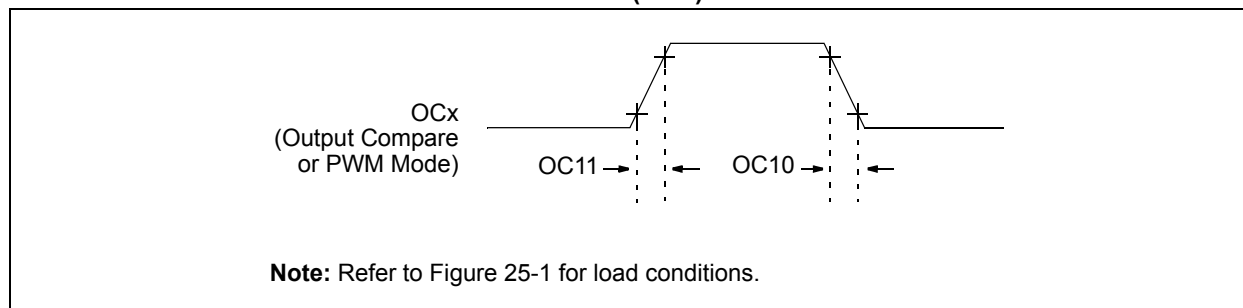 OCx
(Output Compare
or PWM Mode)
OC11
OC10
Note: Refer to Figure 25-1 for load conditions.